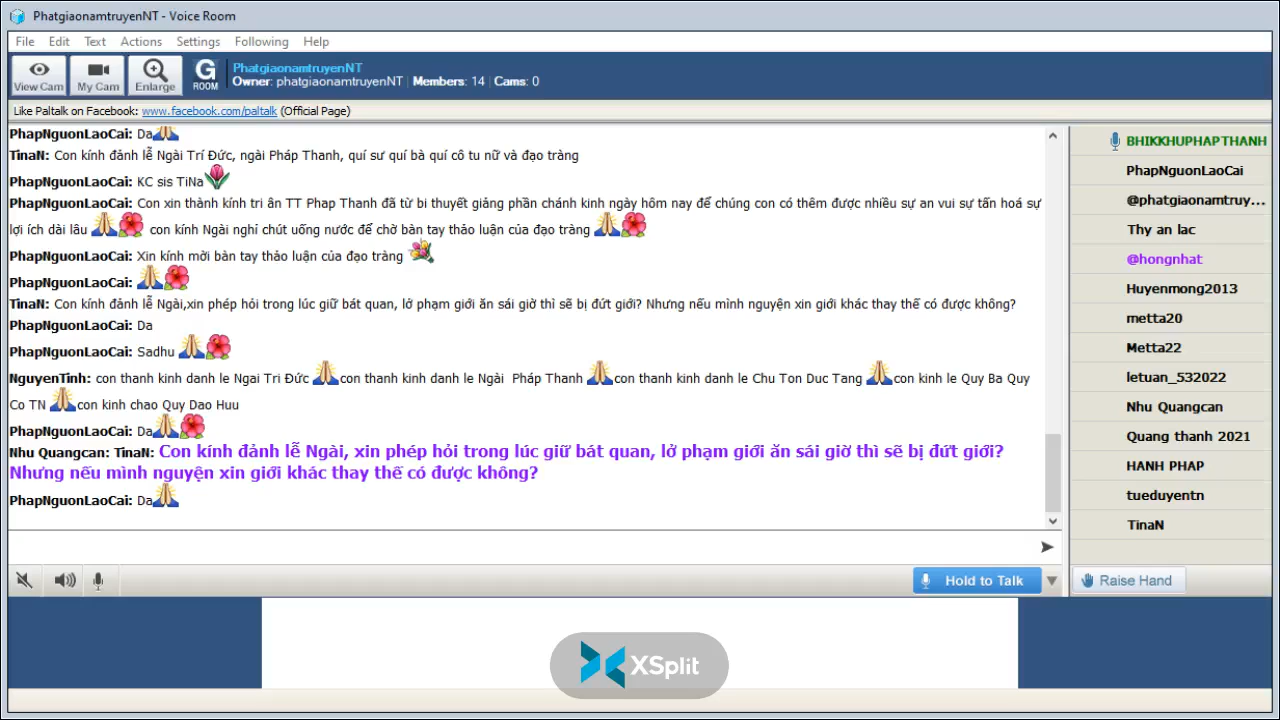 PhatgiaonamtruyenNT - Voice Room
File Edit Text Actions Settings Following Help
View Cam My Cam Enlarge G ROOM
PhatgiaonamtruyenNT
Owner: phatgiaonamtruyenNT | Members: 14 | Cams: 0
Like Paltalk on Facebook: www.facebook.com/paltalk (Official Page)
PhapNguonLaoCai: Da
TinaN: Con kính đảnh lễ Ngài Trí Đức, ngài Pháp Thanh, quí sư quí bà quí cô tu nữ và đạo tràng
PhapNguonLaoCai: KC sis TiNa
PhapNguonLaoCai: Con xin thành kính tri ân TT Phap Thanh đã từ bi thuyết giảng phần chánh kinh ngày hôm nay để chúng con có thêm được nhiều sự an vui sự tấn hoá sự
lợi ích dài lâu con kính Ngài nghỉ chút uống nước để chờ bàn tay thảo luận của đạo tràng
PhapNguonLaoCai: Xin kính mời bàn tay thảo luận của đạo tràng
PhapNguonLaoCai:
TinaN: Con kính đảnh lễ Ngài,xin phép hỏi trong lúc giữ bát quan, lở phạm giới ăn sái giờ thì sẽ bị đứt giới? Nhưng nếu mình nguyện xin giới khác thay thế có được không?
PhapNguonLaoCai: Da
PhapNguonLaoCai: Sadhu
NguyenTinh: con thanh kinh danh le Ngai Tri Đức con thanh kinh danh le Ngài Pháp Thanh con thanh kinh danh le Chu Ton Duc Tang con kinh le Quy Ba Quy
Co TN con kinh chao Quy Dao Huu
PhapNguonLaoCai: Da
Nhu Quangcan: TinaN: Con kính đảnh lễ Ngài, xin phép hỏi trong lúc giữ bát quan, lở phạm giới ăn sái giờ thì sẽ bị đứt giới?
Nhưng nếu mình nguyện xin giới khác thay thế có được không?
PhapNguonLaoCai: Da
BHIKKHUPHAPTHANH
PhapNguonLaoCai
@phatgiaonamtruy...
Thy an lac
@hongnhat
Huyenmong2013
metta20
Metta22
letuan_532022
Nhu Quangcan
Quang thanh 2021
HANH PHAP
tueduyentn
TinaN
Hold to Talk
Raise Hand
XSplit